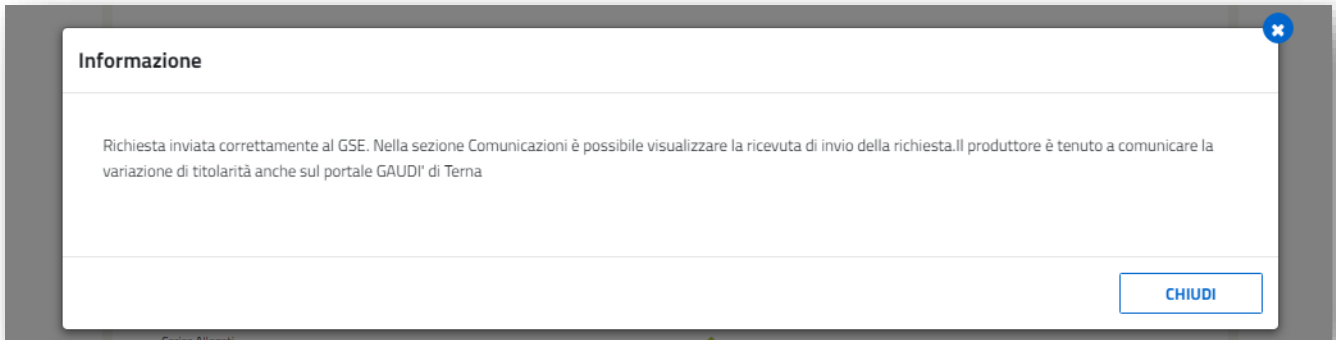 Informazione
Richiesta inviata correttamente al GSE. Nella sezione Comunicazioni è possibile visualizzare la ricevuta di invio della richiesta.Il produttore è tenuto a comunicare la
variazione di titolarità anche sul portale GAUDI' di Terna
CHIUDI